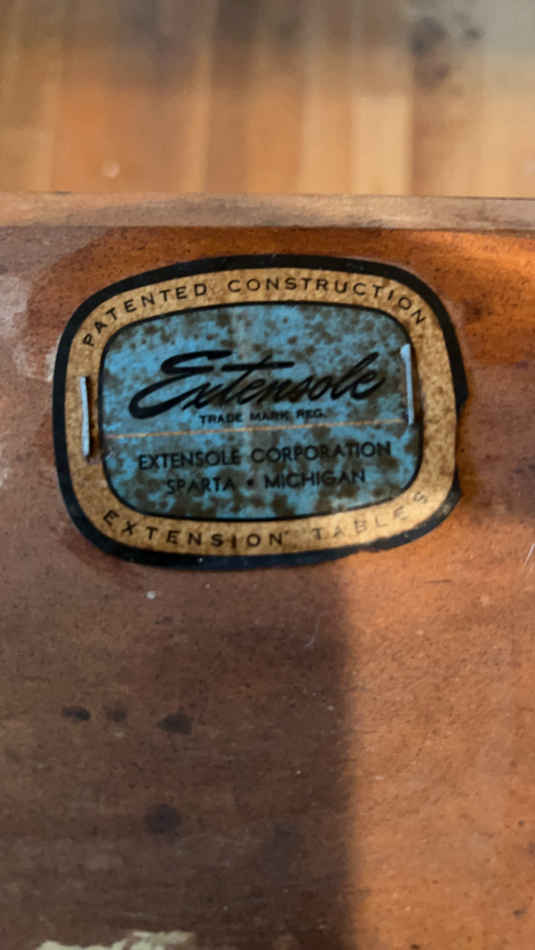 PATENTED CONSTRUCTION
Extensole
TRADE MARK REG.
EXTENSOLE CORPORATION
SPARTA • MICHIGAN
EXTENSION TABLES